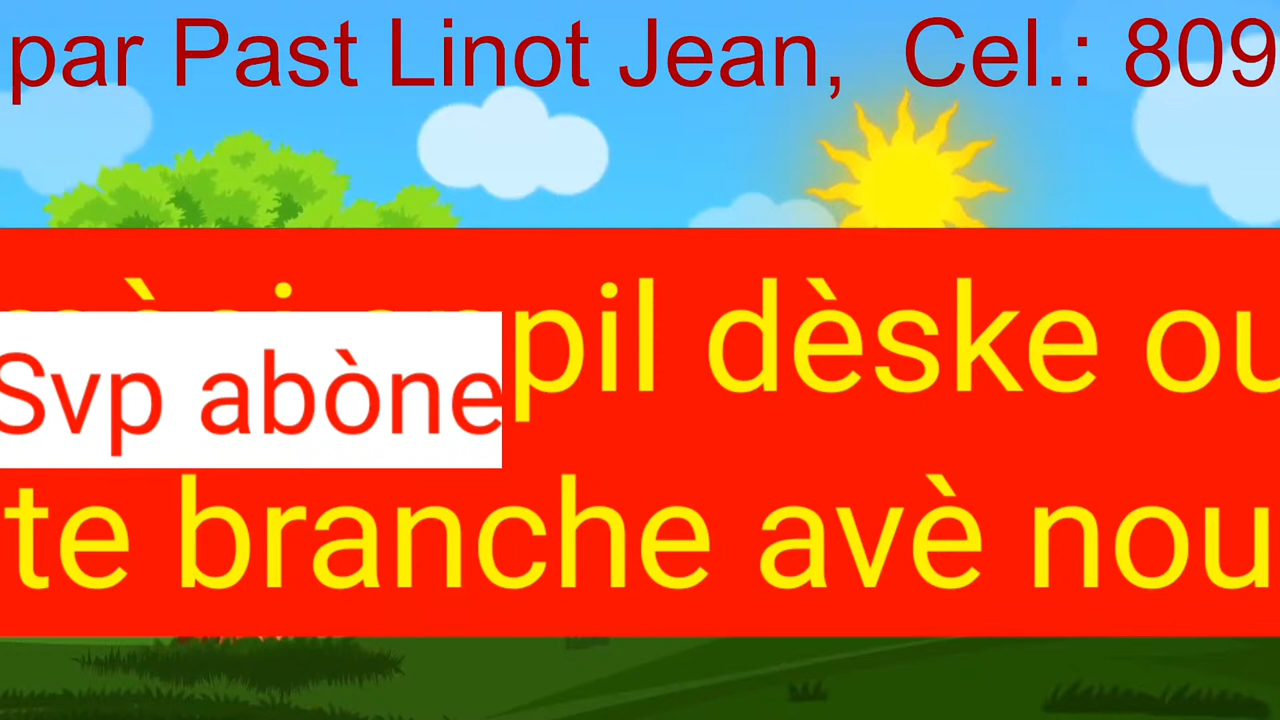 par Past Linot Jean, Cel.: 809
pil dèske ou
Svp abòne
te branche avè nou